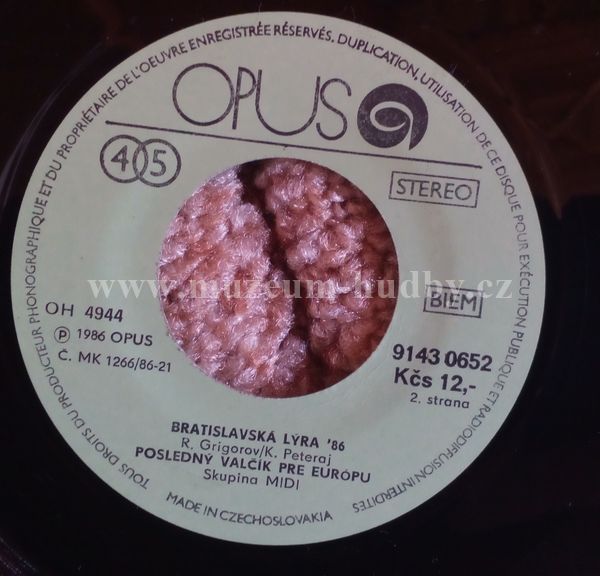 TOUS DROITS DU PRODUCTEUR PHONOGRAPHIQUE ET DU PROPRIÉTAIRE DE L'OEUVRE ENREGISTRÉE RÉSERVÉS. DUPLICATION, UTILISATION DE CE DISQUE POUR EXÉCUTION PUBLIQUE ET RADIODIFFUSION INTERDITES
OPUS
45
STEREO
www.muzeum-hudby.cz
BIEM
OH 4944
Ⓟ 1986 OPUS
Č. MK 1266/86-21
9143 0652
Kčs 12,-
2. strana
BRATISLAVSKÁ LÝRA '86
R. Grigorov/K. Peteraj
POSLEDNÝ VALČÍK PRE EURÓPU
Skupina MIDI
MADE IN CZECHOSLOVAKIA